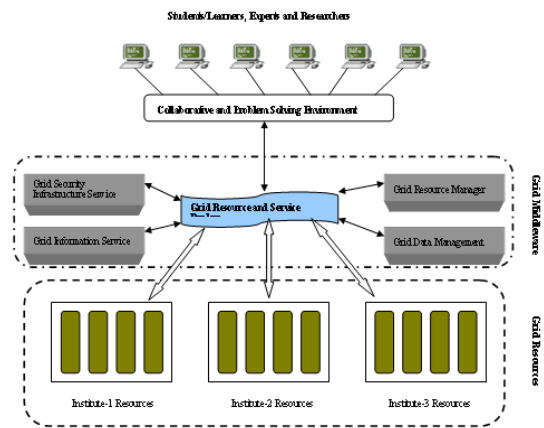 Students/Learners, Experts and Researchers
Collaborative and Problem Solving Environment
Grid Security
Infrastructure Service
Grid Resource Manager
Grid Resource and Service
Grid Information Service
Grid Data Management
Grid Middleware
Institute-1 Resources
Institute-2 Resources
Institute-3 Resources
Grid Resources